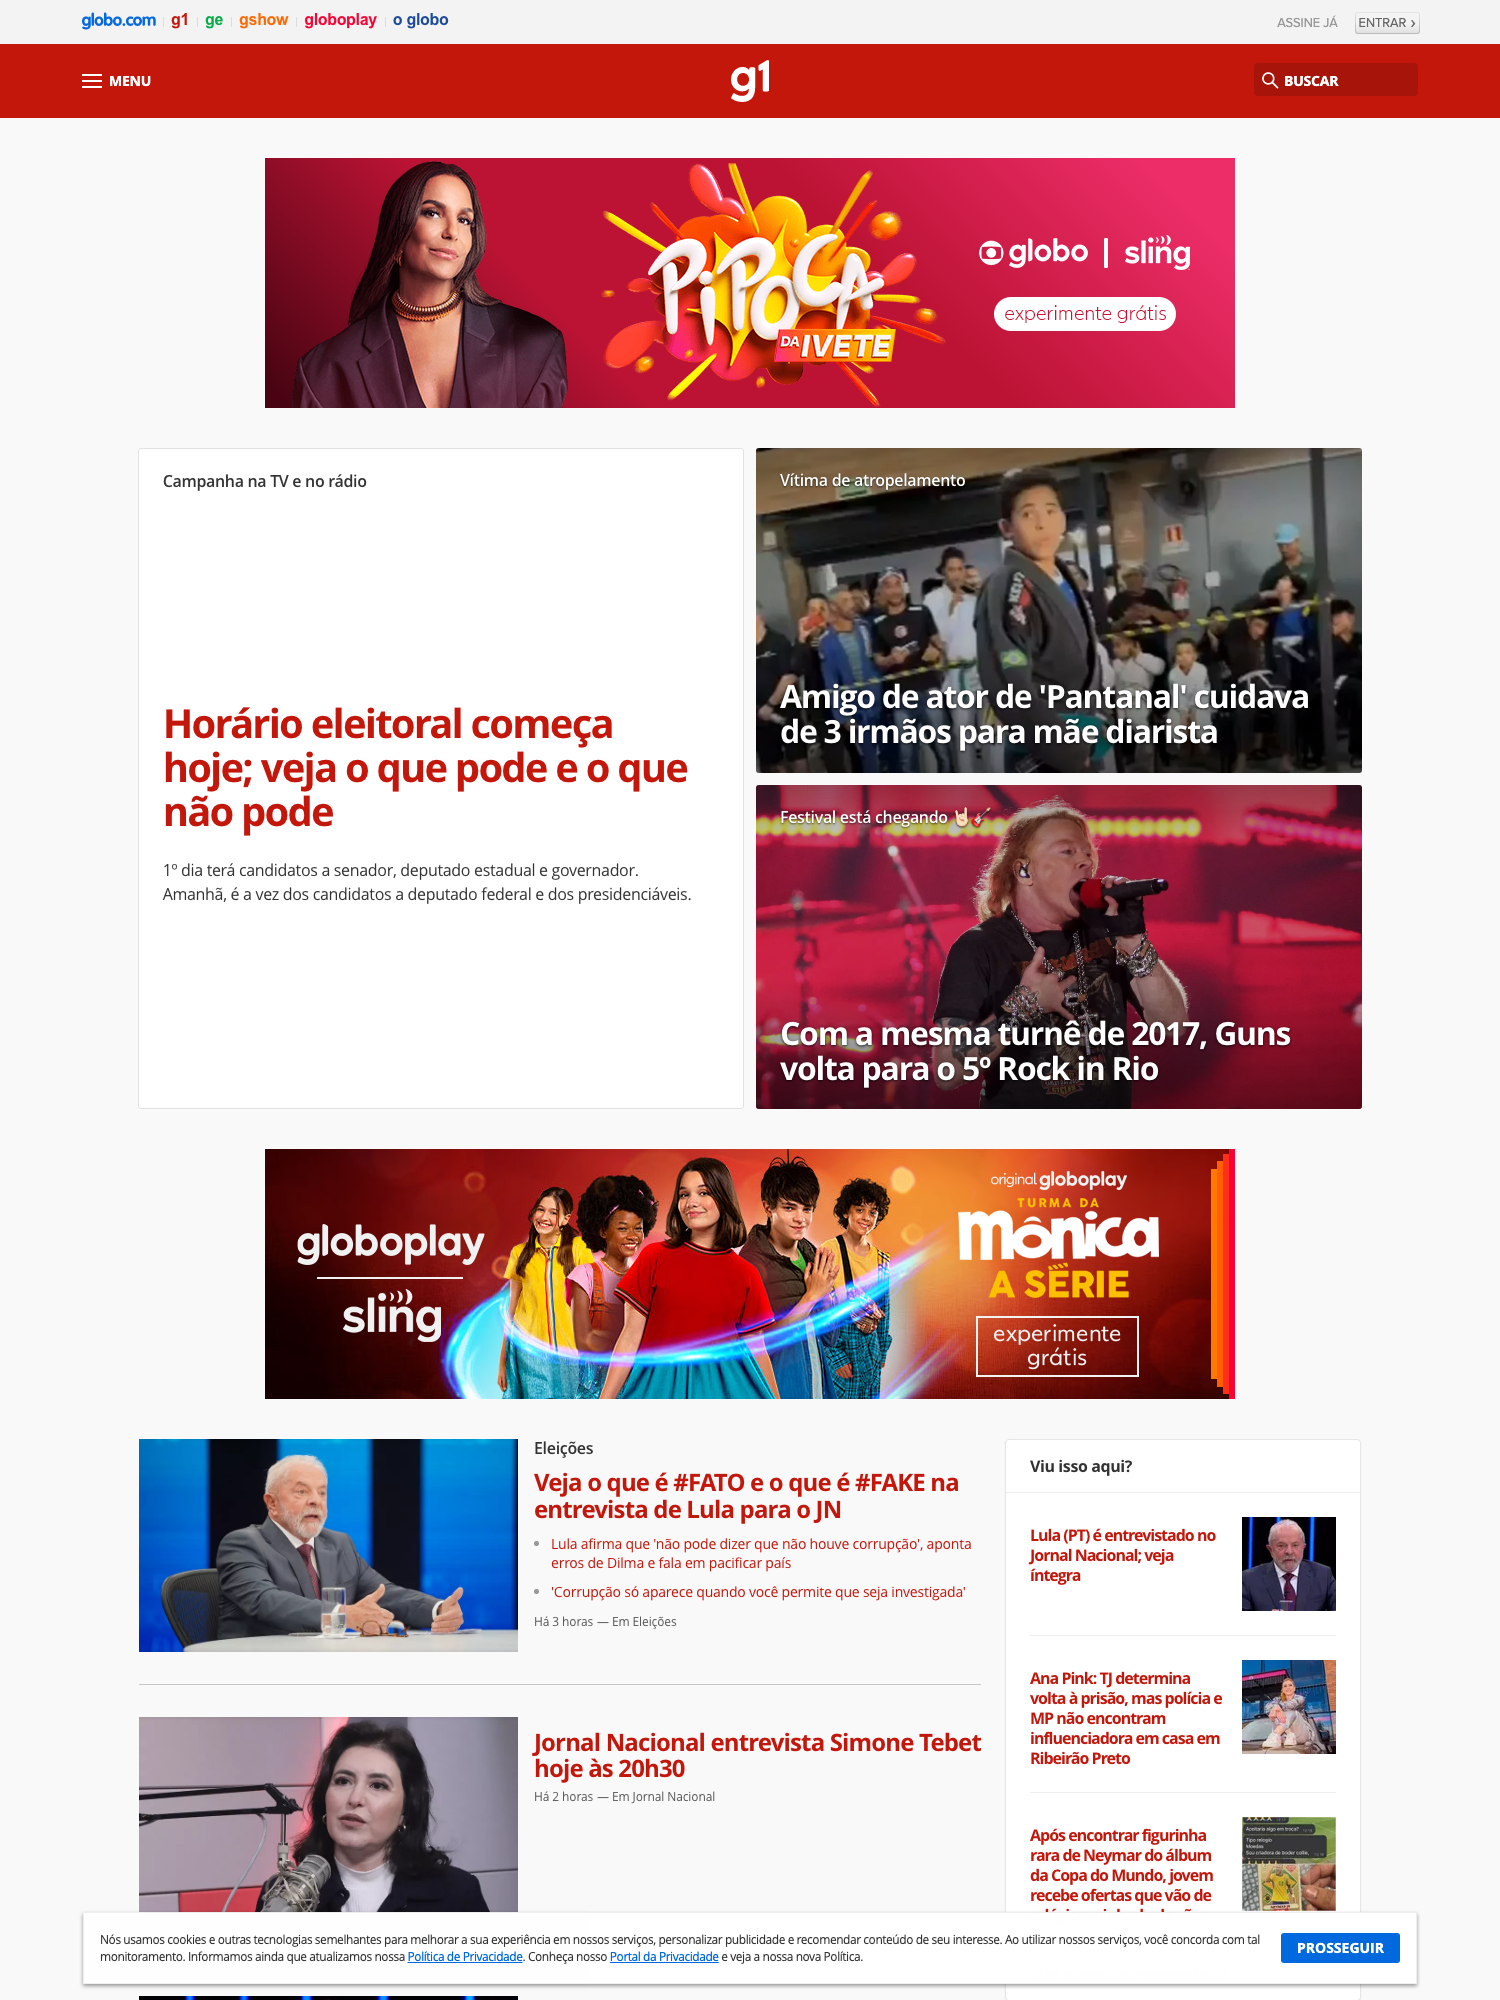 globo.com g1 ge gshow globoplay o globo
ASSINE JÁ ENTRAR ›
MENU
g1
BUSCAR
PiPOCA
DA IVETE
globo | sling
experimente grátis
Campanha na TV e no rádio
Horário eleitoral começa
hoje; veja o que pode e o que
não pode
1º dia terá candidatos a senador, deputado estadual e governador.
Amanhã, é a vez dos candidatos a deputado federal e dos presidenciáveis.
Vítima de atropelamento
Amigo de ator de 'Pantanal' cuidava
de 3 irmãos para mãe diarista
Festival está chegando 🤘🏻🎸
Com a mesma turnê de 2017, Guns
volta para o 5º Rock in Rio
globoplay
sling
original globoplay
TURMA DA
mônica
A SÉRIE
experimente
grátis
Eleições
Veja o que é #FATO e o que é #FAKE na
entrevista de Lula para o JN
Lula afirma que 'não pode dizer que não houve corrupção', aponta
erros de Dilma e fala em pacificar país
'Corrupção só aparece quando você permite que seja investigada'
Há 3 horas — Em Eleições
Jornal Nacional entrevista Simone Tebet
hoje às 20h30
Há 2 horas — Em Jornal Nacional
Viu isso aqui?
Lula (PT) é entrevistado no
Jornal Nacional; veja
íntegra
Ana Pink: TJ determina
volta à prisão, mas polícia e
MP não encontram
influenciadora em casa em
Ribeirão Preto
Após encontrar figurinha
rara de Neymar do álbum
da Copa do Mundo, jovem
recebe ofertas que vão de
Nós usamos cookies e outras tecnologias semelhantes para melhorar a sua experiência em nossos serviços, personalizar publicidade e recomendar conteúdo de seu interesse. Ao utilizar nossos serviços, você concorda com tal
monitoramento. Informamos ainda que atualizamos nossa Política de Privacidade. Conheça nosso Portal da Privacidade e veja a nossa nova Política.
PROSSEGUIR